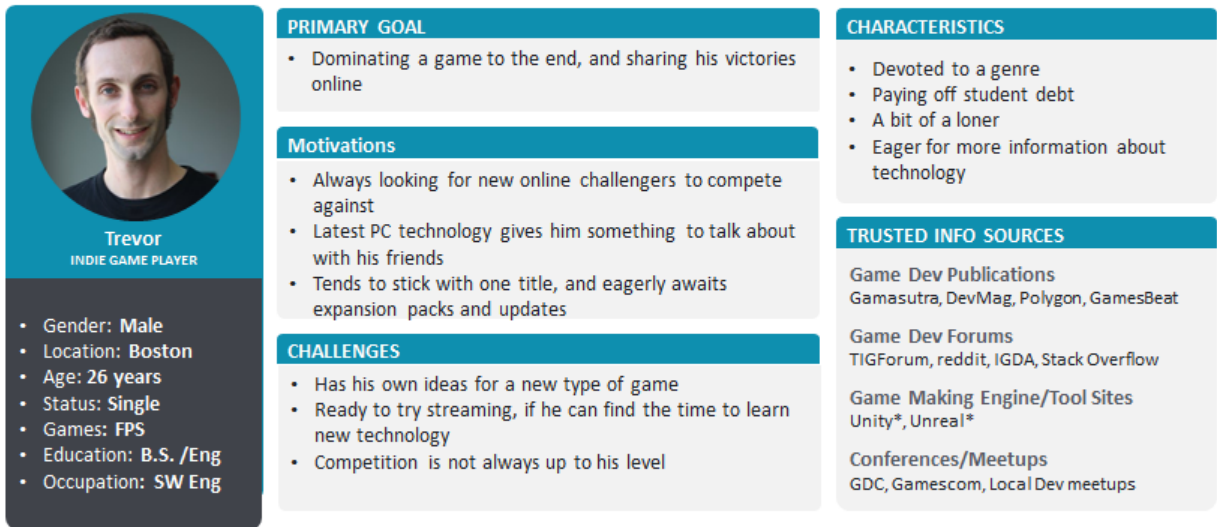 Trevor
INDIE GAME PLAYER
• Gender: Male
• Location: Boston
• Age: 26 years
• Status: Single
• Games: FPS
• Education: B.S. /Eng
• Occupation: SW Eng
PRIMARY GOAL
• Dominating a game to the end, and sharing his victories
online
Motivations
• Always looking for new online challengers to compete
against
• Latest PC technology gives him something to talk about
with his friends
• Tends to stick with one title, and eagerly awaits
expansion packs and updates
CHALLENGES
• Has his own ideas for a new type of game
• Ready to try streaming, if he can find the time to learn
new technology
• Competition is not always up to his level
CHARACTERISTICS
• Devoted to a genre
• Paying off student debt
• A bit of a loner
• Eager for more information about
technology
TRUSTED INFO SOURCES
Game Dev Publications
Gamasutra, DevMag, Polygon, GamesBeat
Game Dev Forums
TIGForum, reddit, IGDA, Stack Overflow
Game Making Engine/Tool Sites
Unity*, Unreal*
Conferences/Meetups
GDC, Gamescom, Local Dev meetups